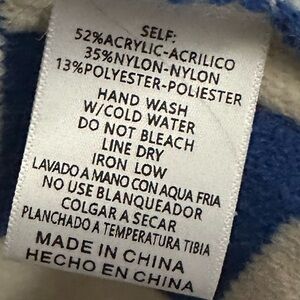 SELF:
52%ACRYLIC-ACRILICO
35%NYLON-NYLON
13%POLYESTER-POLIESTER
HAND WASH
W/COLD WATER
DO NOT BLEACH
LINE DRY
IRON LOW
LAVADO A MANO CON AQUA FRIA
NO USE BLANQUEADOR
COLGAR A SECAR
PLANCHADO A TEMPERATURA TIBIA
MADE IN CHINA
HECHO EN CHINA